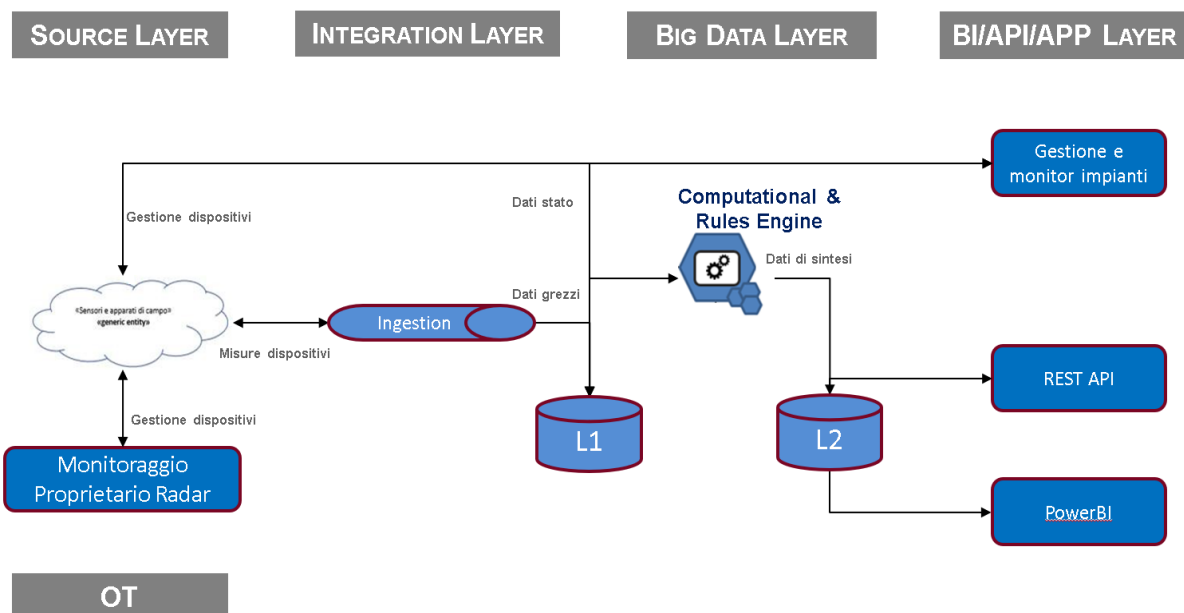 SOURCE LAYER
INTEGRATION LAYER
BIG DATA LAYER
BI/API/APP LAYER
Gestione e
monitor impianti
Computational &
Rules Engine
Gestione dispositivi
Dati stato
Dati di sintesi
Dati grezzi
«Sensori e apparati di campo»
«generic entity»
Ingestion
Misure dispositivi
REST API
Gestione dispositivi
L1
L2
Monitoraggio
Proprietario Radar
PowerBI
OT